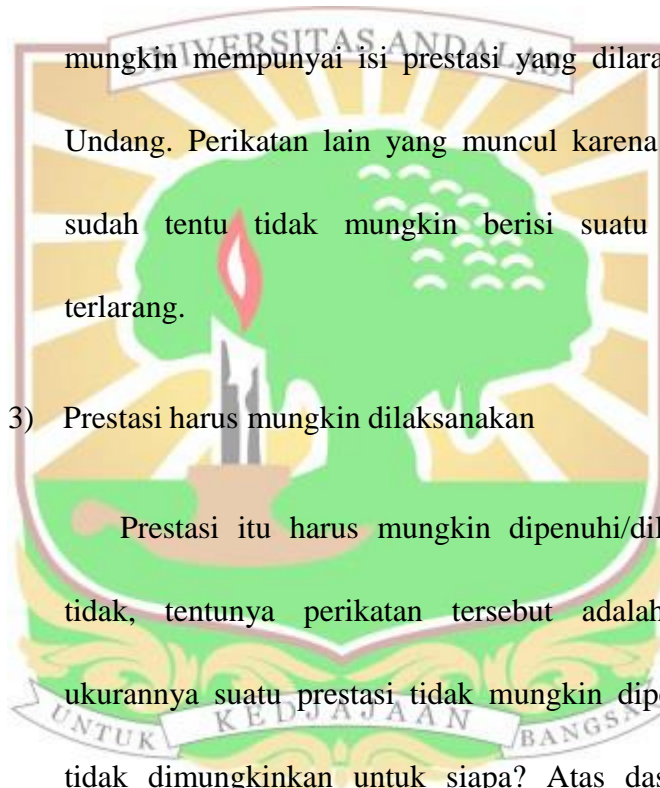 UNIVERSITAS ANDALAS
mungkin mempunyai isi prestasi yang dilara
Undang. Perikatan lain yang muncul karena
sudah tentu tidak mungkin berisi suatu
terlarang.
3) Prestasi harus mungkin dilaksanakan
Prestasi itu harus mungkin dipenuhi/dil
tidak, tentunya perikatan tersebut adalah
ukurannya suatu prestasi tidak mungkin dip
UNTUK KEDJAJAAN BANGSA
tidak dimungkinkan untuk siapa? Atas das